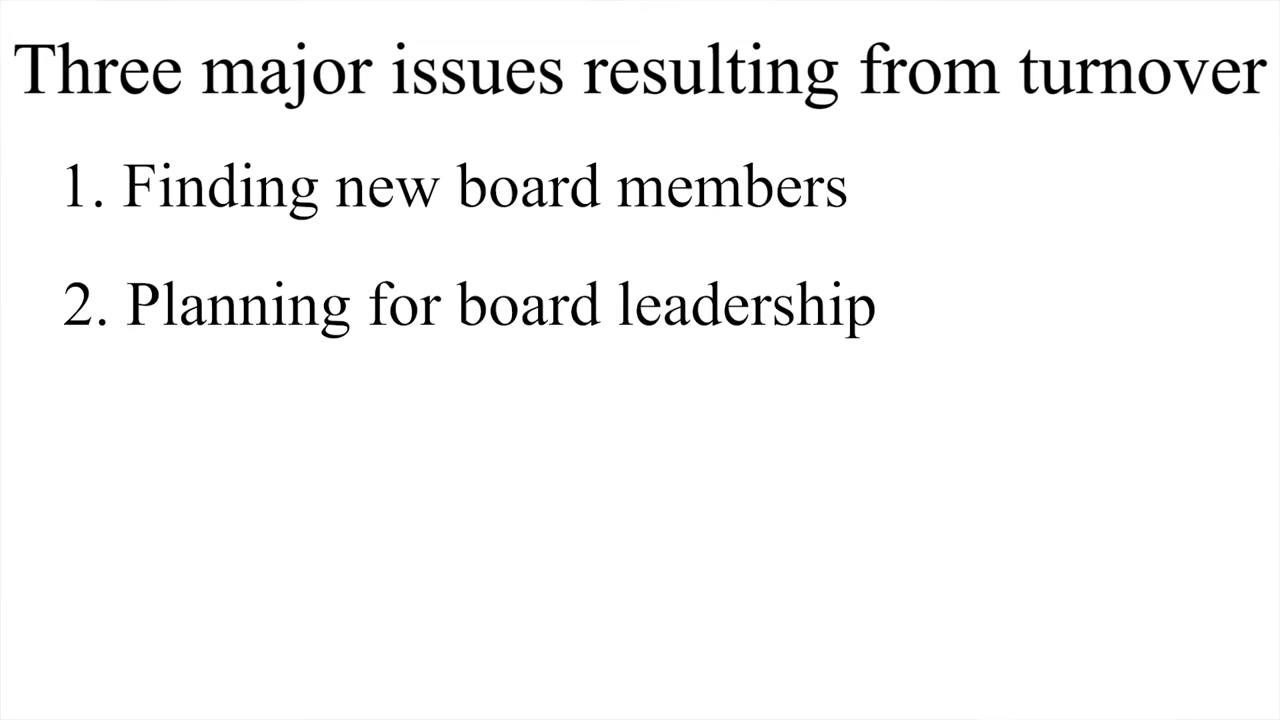 Three major issues resulting from turnover
1. Finding new board members
2. Planning for board leadership